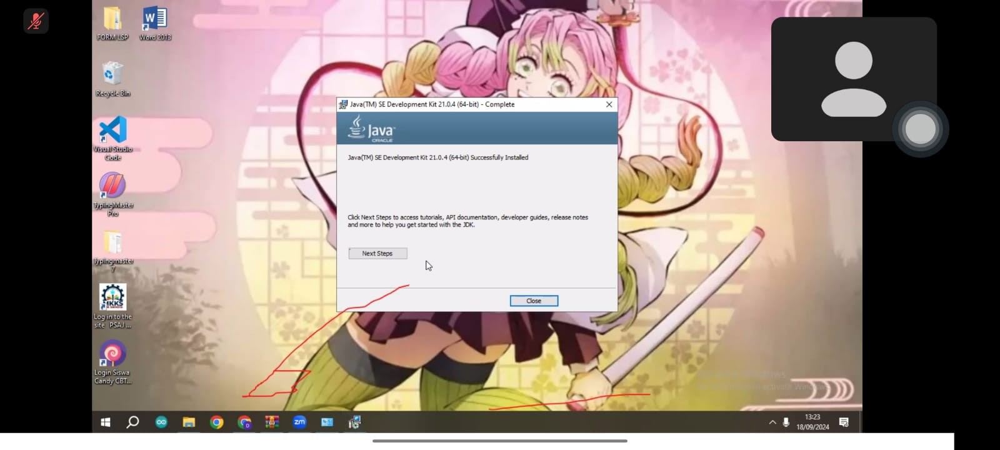 FORM LSP
Word 2013
Recycle Bin
Visual Studio
Code
TypingMaster
Pro
Typingmaster
7
IKKS
Log in to the
site PSAJ ...
Login Siswa
Candy CBT...
Java(TM) SE Development Kit 21.0.4 (64-bit) - Complete
Java™
ORACLE
Java(TM) SE Development Kit 21.0.4 (64-bit) Successfully Installed
Click Next Steps to access tutorials, API documentation, developer guides, release notes
and more to help you get started with the JDK.
Next Steps
Close
zm
D
13:23
18/09/2024